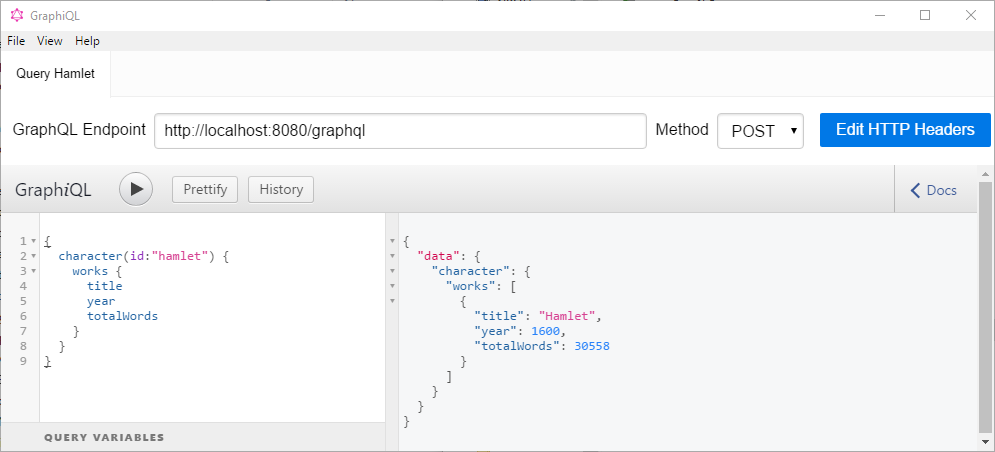 GraphiQL
File View Help
Query Hamlet
GraphQL Endpoint http://localhost:8080/graphql Method POST Edit HTTP Headers
GraphiQL Prettify History Docs
1 {
2 character(id:"hamlet") {
3 works {
4 title
5 year
6 totalWords
7 }
8 }
9 }
QUERY VARIABLES
{
"data": {
"character": {
"works": [
{
"title": "Hamlet",
"year": 1600,
"totalWords": 30558
}
]
}
}
}